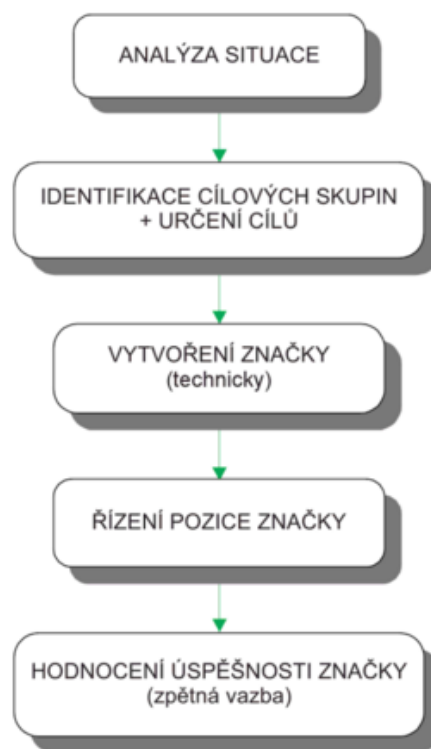 ANALÝZA SITUACE
IDENTIFIKACE CÍLOVÝCH SKUPIN
+ URČENÍ CÍLŮ
VYTVOŘENÍ ZNAČKY
(technicky)
ŘÍZENÍ POZICE ZNAČKY
HODNOCENÍ ÚSPĚŠNOSTI ZNAČKY
(zpětná vazba)